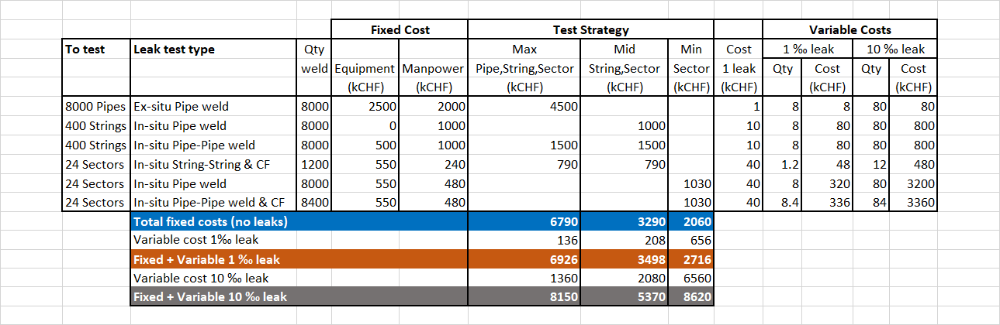 Fixed Cost Test Strategy Variable Costs
To test Leak test type Qty Max Mid Min Cost 1 ‰ leak 10 ‰ leak
weld Equipment Manpower Pipe,String,Sector String,Sector Sector 1 leak Qty Cost Qty Cost
(kCHF) (kCHF) (kCHF) (kCHF) (kCHF) (kCHF) (kCHF) (kCHF)
8000 Pipes Ex-situ Pipe weld 8000 2500 2000 4500 1 8 8 80 80
400 Strings In-situ Pipe weld 8000 0 1000 1000 10 8 80 80 800
400 Strings In-situ Pipe-Pipe weld 8000 500 1000 1500 1500 10 8 80 80 800
24 Sectors In-situ String-String & CF 1200 550 240 790 790 40 1.2 48 12 480
24 Sectors In-situ Pipe weld 8000 550 480 1030 40 8 320 80 3200
24 Sectors In-situ Pipe-Pipe weld & CF 8400 550 480 1030 40 8.4 336 84 3360
Total fixed costs (no leaks) 6790 3290 2060
Variable cost 1‰ leak 136 208 656
Fixed + Variable 1 ‰ leak 6926 3498 2716
Variable cost 10 ‰ leak 1360 2080 6560
Fixed + Variable 10 ‰ leak 8150 5370 8620